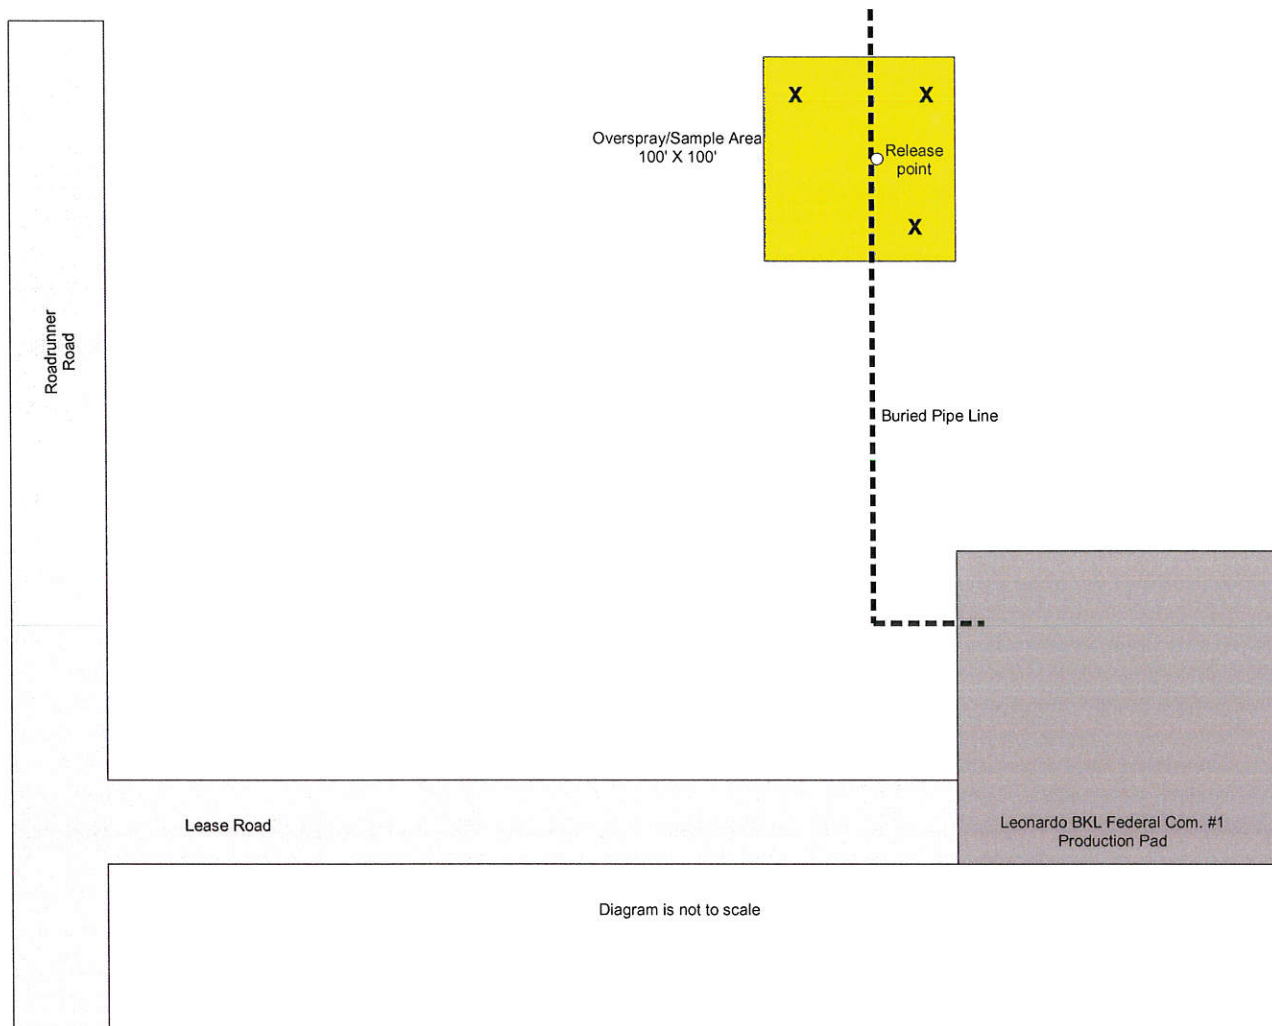 X
X
Overspray/Sample Area
100' X 100'
Release
point
X
Roadrunner
Road
Buried Pipe Line
Lease Road
Leonardo BKL Federal Com. #1
Production Pad
Diagram is not to scale